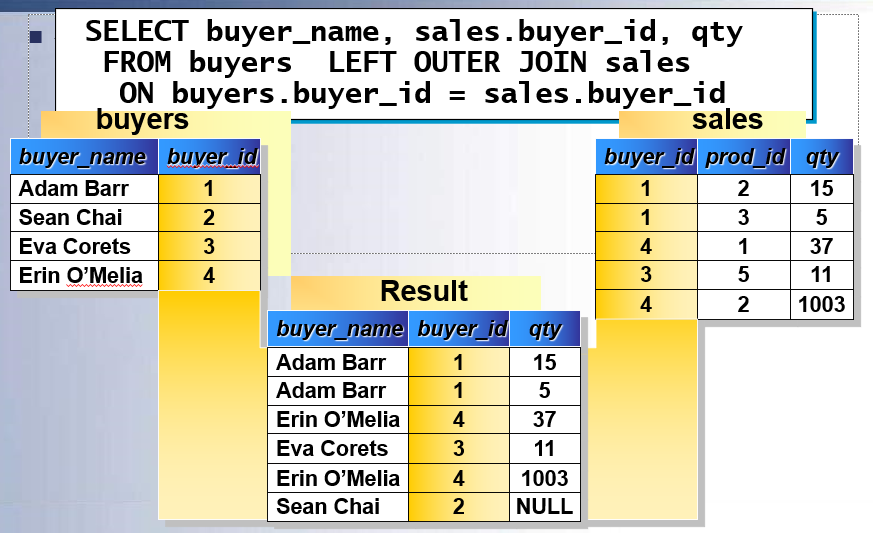 SELECT buyer_name, sales.buyer_id, qty
FROM buyers LEFT OUTER JOIN sales
ON buyers.buyer_id = sales.buyer_id
buyers
buyer_name buyer_id
Adam Barr 1
Sean Chai 2
Eva Corets 3
Erin O’Melia 4
sales
buyer_id prod_id qty
1 2 15
1 3 5
4 1 37
3 5 11
4 2 1003
Result
buyer_name buyer_id qty
Adam Barr 1 15
Adam Barr 1 5
Erin O’Melia 4 37
Eva Corets 3 11
Erin O’Melia 4 1003
Sean Chai 2 NULL